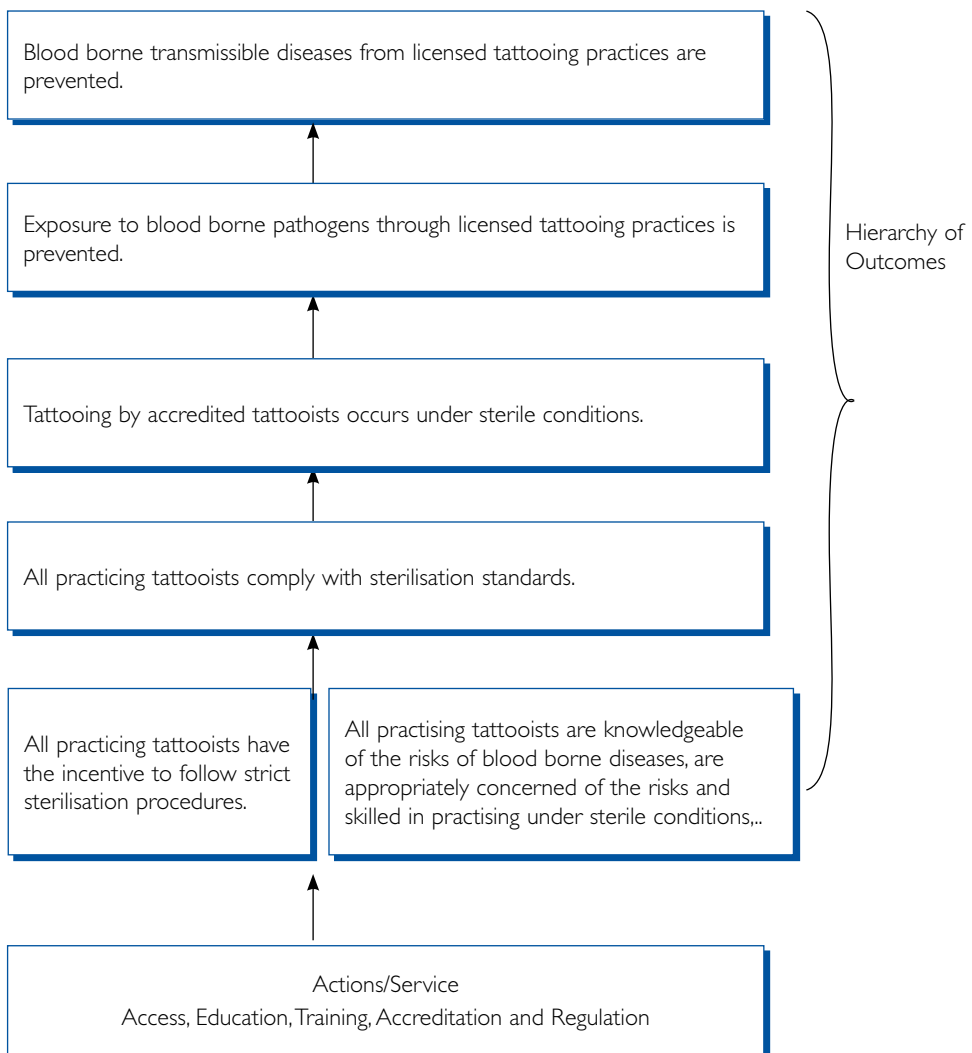 Blood borne transmissible diseases from licensed tattooing practices are
prevented.
Exposure to blood borne pathogens through licensed tattooing practices is
prevented.
Hierarchy of
Outcomes
Tattooing by accredited tattooists occurs under sterile conditions.
All practicing tattooists comply with sterilisation standards.
All practicing tattooists have
the incentive to follow strict
sterilisation procedures.
All practising tattooists are knowledgeable
of the risks of blood borne diseases, are
appropriately concerned of the risks and
skilled in practising under sterile conditions,..
Actions/Service
Access, Education, Training, Accreditation and Regulation